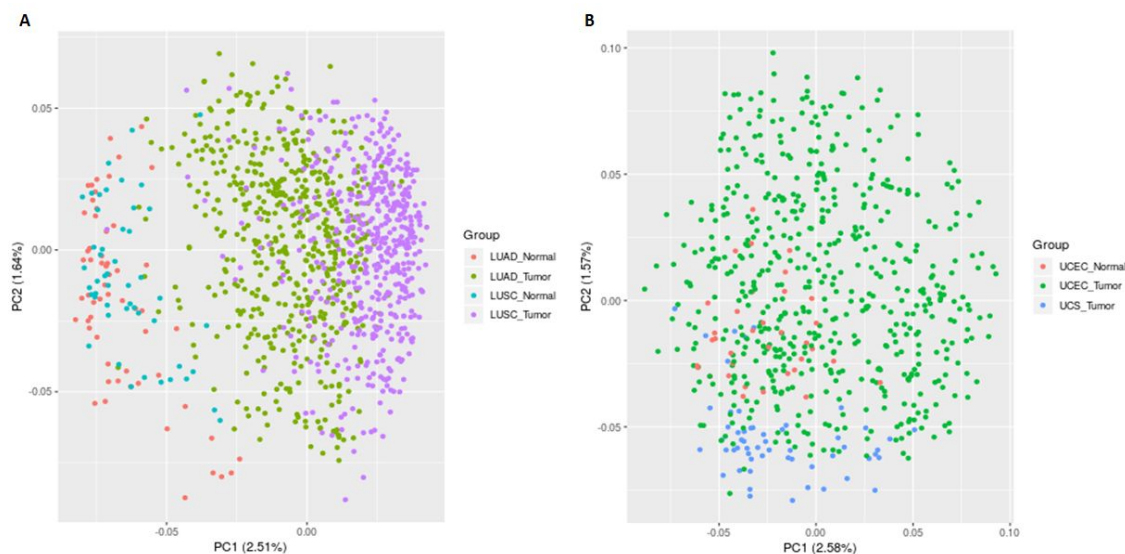 A
0.05
0.00
-0.05
PC2 (1.64%)
-0.05
0.00
PC1 (2.51%)
Group
LUAD_Normal
LUAD_Tumor
LUSC_Normal
LUSC_Tumor
B
0.10
0.05
0.00
-0.05
PC2 (1.57%)
-0.05
0.00
0.05
0.10
PC1 (2.58%)
Group
UCEC_Normal
UCEC_Tumor
UCS_Tumor